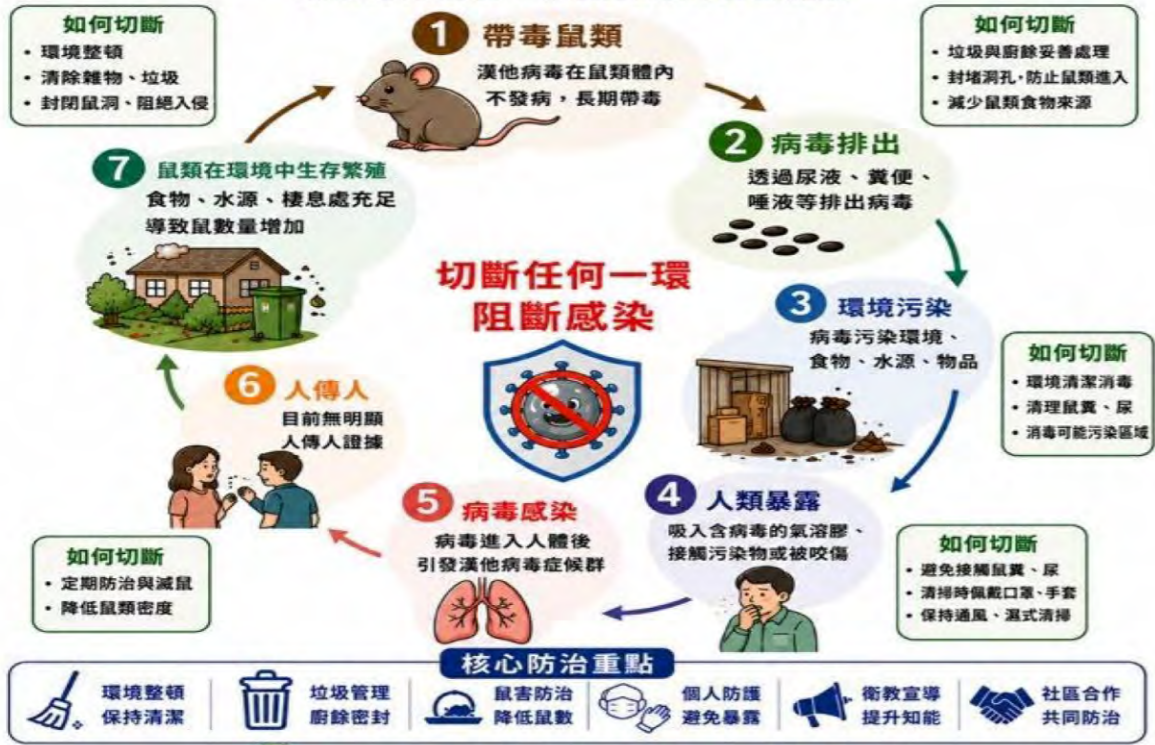 如何切斷
• 環境整頓
• 清除雜物、垃圾
• 封閉鼠洞、阻絕入侵
1 帶毒鼠類
漢他病毒在鼠類體內
不發病，長期帶毒
如何切斷
• 垃圾與廚餘妥善處理
• 封堵洞孔，防止鼠類進入
• 減少鼠類食物來源
2 病毒排出
透過尿液、糞便、
唾液等排出病毒
7 鼠類在環境中生存繁殖
食物、水源、棲息處充足
導致鼠數量增加
切斷任何一環
阻斷感染
3 環境污染
病毒污染環境、
食物、水源、物品
如何切斷
• 環境清潔消毒
• 清理鼠糞、尿
• 消毒可能污染區域
6 人傳人
目前無明顯
人傳人證據
5 病毒感染
病毒進入人體後
引發漢他病毒症候群
4 人類暴露
吸入含病毒的氣溶膠、
接觸污染物或被咬傷
如何切斷
• 定期防治與滅鼠
• 降低鼠類密度
如何切斷
• 避免接觸鼠糞、尿
• 清掃時佩戴口罩、手套
• 保持通風、濕式清掃
核心防治重點
環境整頓
保持清潔
垃圾管理
廚餘密封
鼠害防治
降低鼠數
個人防護
避免暴露
衛教宣導
提升知能
社區合作
共同防治